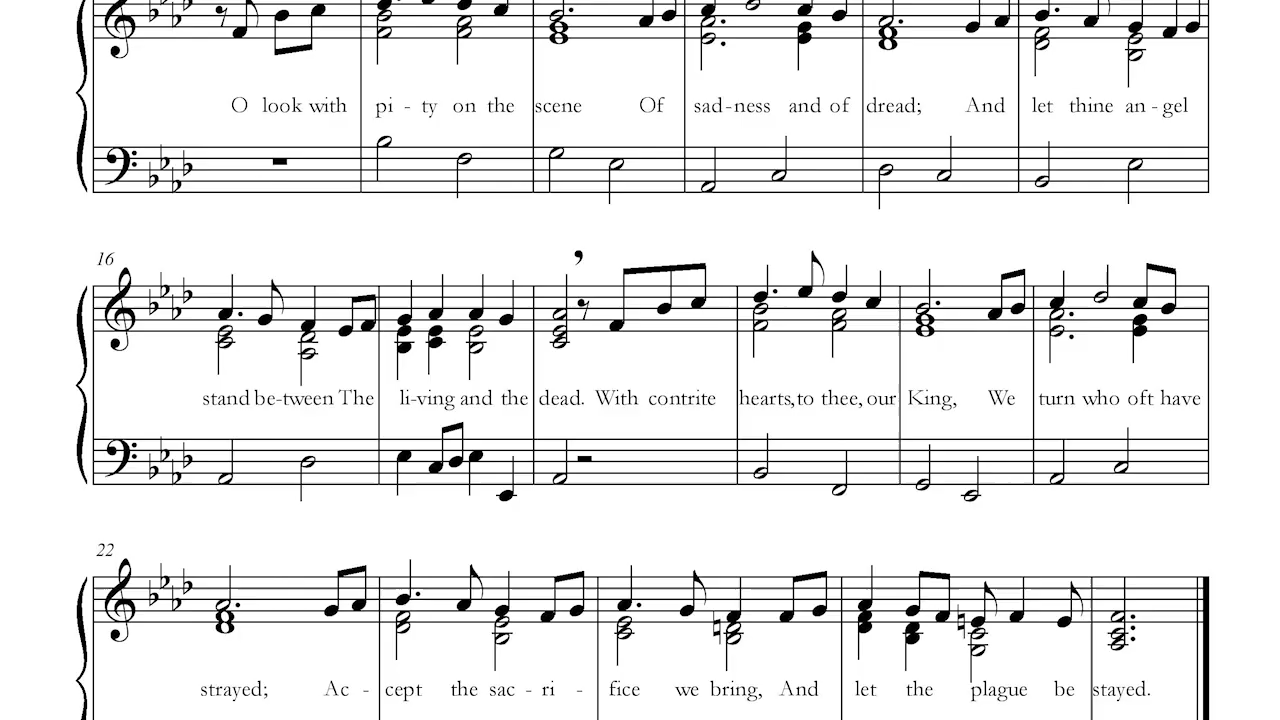 O look with pi - ty on the scene Of sad-ness and of dread; And let thine an-gel
16
stand be-tween The li-ving and the dead. With contrite hearts, to thee, our King, We turn who oft have
22
strayed; Ac - cept the sac - ri - fice we bring, And let the plague be stayed.